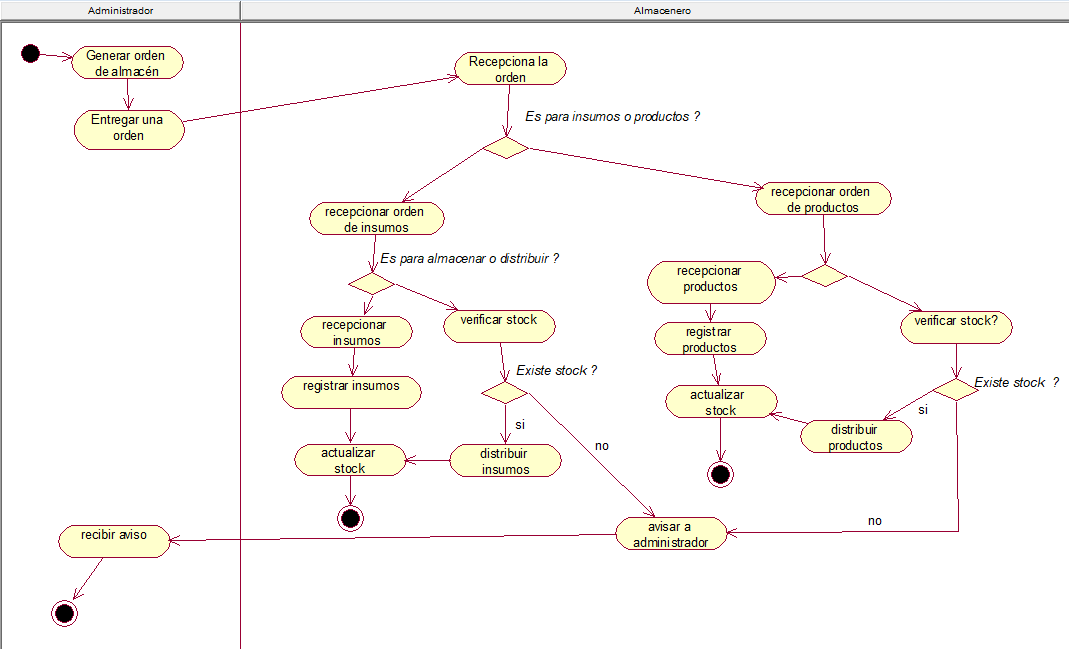 Administrador
Almacenero
Generar orden
de almacén
Entregar una
orden
Recepciona la
orden
Es para insumos o productos ?
recepcionar orden
de insumos
recepcionar orden
de productos
Es para almacenar o distribuir ?
recepcionar
insumos
verificar stock
recepcionar
productos
registrar
productos
verificar stock?
registrar insumos
Existe stock ?
Existe stock ?
actualizar
stock
si
distribuir
productos
si
no
actualizar
stock
distribuir
insumos
recibir aviso
avisar a
administrador
no